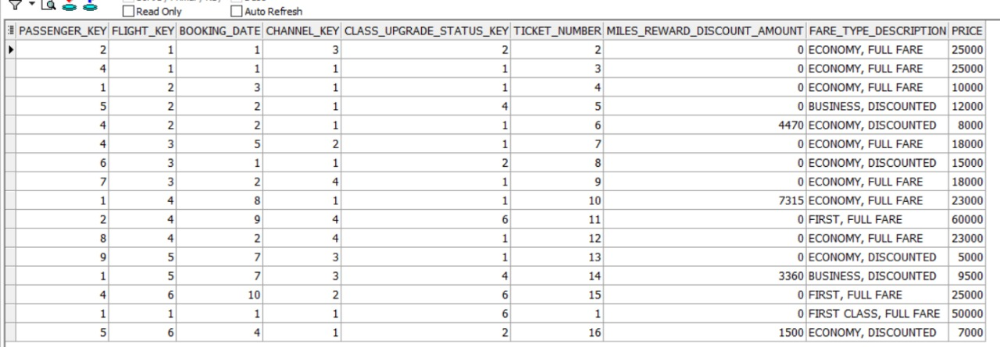 Read Only Auto Refresh
PASSENGER_KEY FLIGHT_KEY BOOKING_DATE CHANNEL_KEY CLASS_UPGRADE_STATUS_KEY TICKET_NUMBER MILES_REWARD_DISCOUNT_AMOUNT FARE_TYPE_DESCRIPTION PRICE
2 1 1 3 2 2 0 ECONOMY, FULL FARE 25000
4 1 1 1 1 3 0 ECONOMY, FULL FARE 25000
1 2 3 1 1 4 0 ECONOMY, FULL FARE 10000
5 2 2 1 4 5 0 BUSINESS, DISCOUNTED 12000
4 2 2 1 1 6 4470 ECONOMY, DISCOUNTED 8000
4 3 5 2 1 7 0 ECONOMY, FULL FARE 18000
6 3 1 1 2 8 0 ECONOMY, DISCOUNTED 15000
7 3 2 4 1 9 0 ECONOMY, FULL FARE 18000
1 4 8 1 1 10 7315 ECONOMY, FULL FARE 23000
2 4 9 4 6 11 0 FIRST, FULL FARE 60000
8 4 2 4 1 12 0 ECONOMY, FULL FARE 23000
9 5 7 3 1 13 0 ECONOMY, DISCOUNTED 5000
1 5 7 3 4 14 3360 BUSINESS, DISCOUNTED 9500
4 6 10 2 6 15 0 FIRST, FULL FARE 25000
1 1 1 1 6 1 0 FIRST CLASS, FULL FARE 50000
5 6 4 1 2 16 1500 ECONOMY, DISCOUNTED 7000